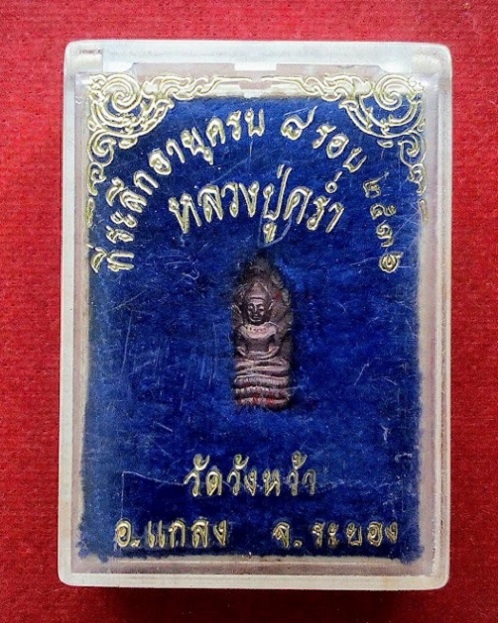 ที่ระลึกอายุครบ ๘ รอบ ๒๕๓๖
หลวงปู่คร่ำ
วัดวังหว้า
อ.แกลง จ.ระยอง